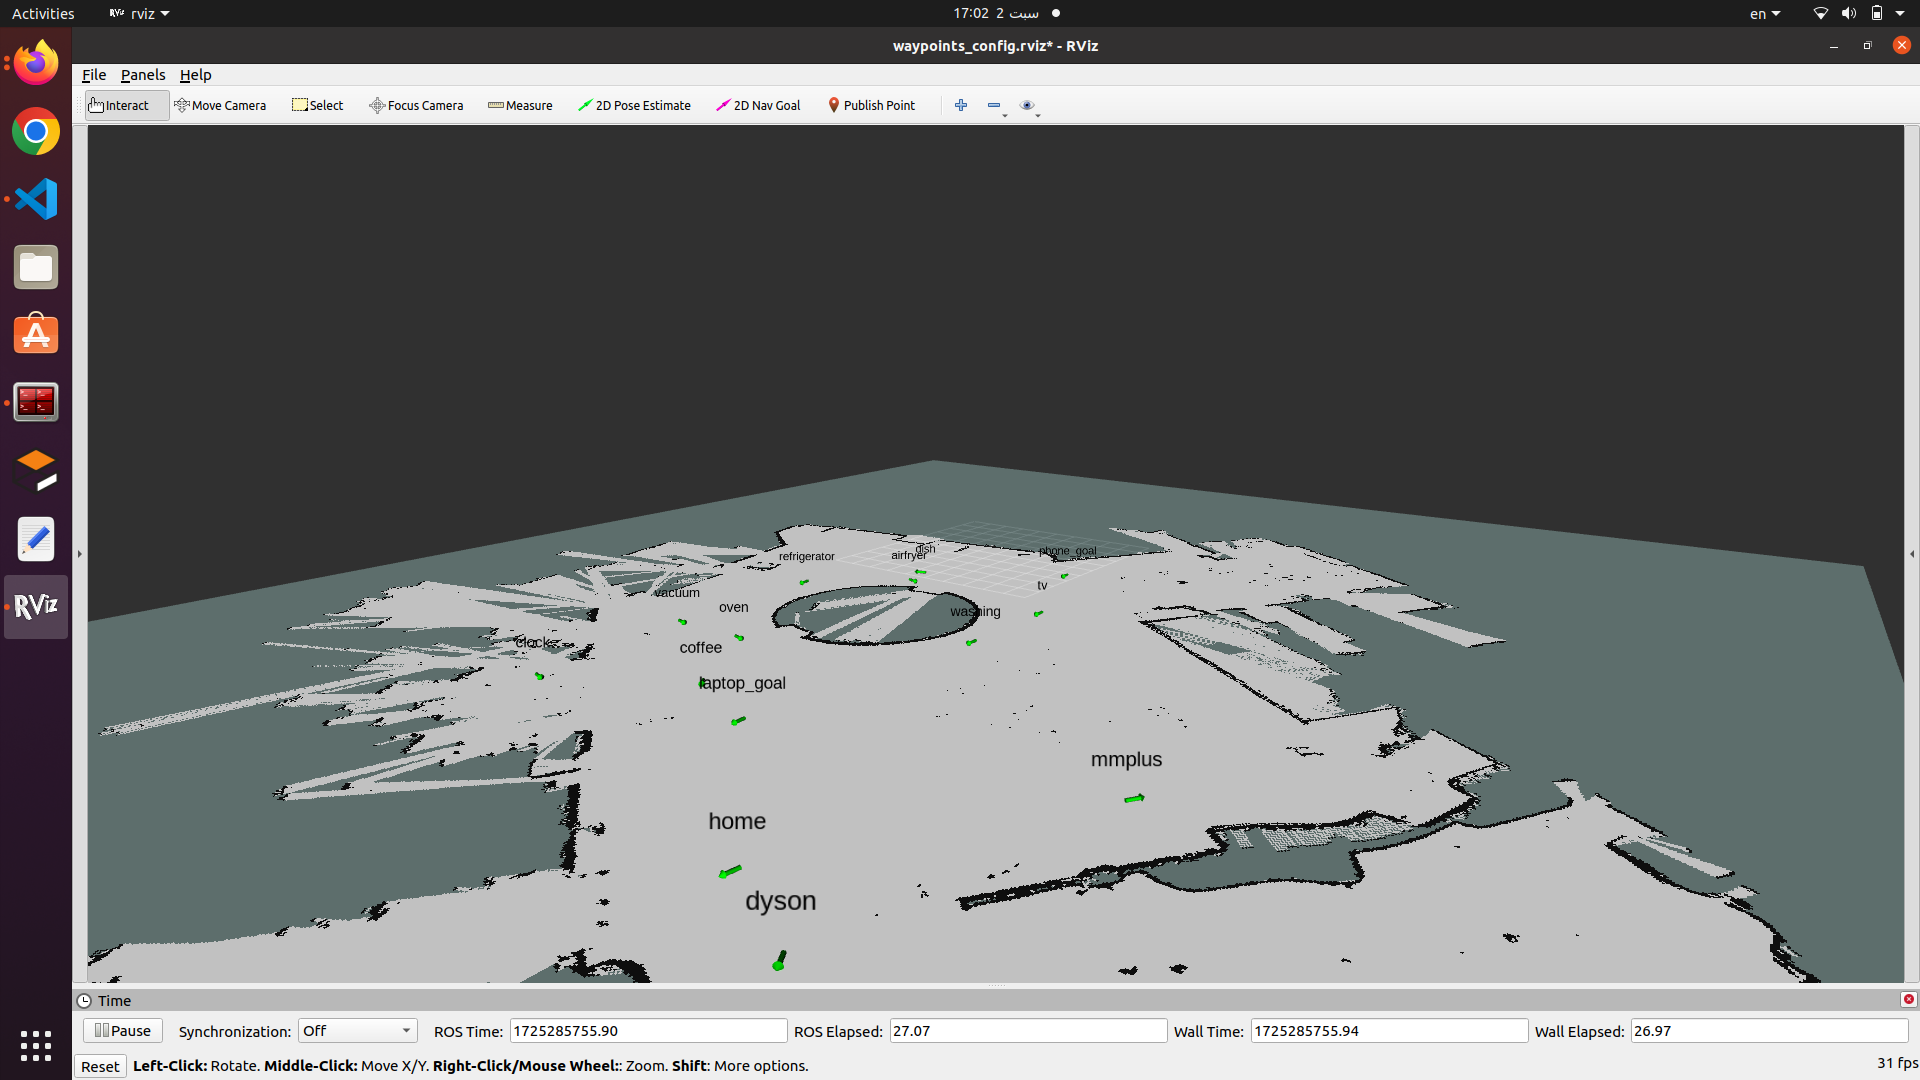 Activities
RViz rviz
17:02 2 سبت
en
waypoints_config.rviz* - RViz
File Panels Help
Interact Move Camera Select Focus Camera Measure 2D Pose Estimate 2D Nav Goal Publish Point
RViz
refrigerator
dish
airfryer
phone_goal
tv
vacuum
oven
washing
clock
coffee
laptop_goal
mmplus
home
dyson
Time
Pause Synchronization: Off ROS Time: 1725285755.90 ROS Elapsed: 27.07 Wall Time: 1725285755.94 Wall Elapsed: 26.97
Reset Left-Click: Rotate. Middle-Click: Move X/Y. Right-Click/Mouse Wheel:: Zoom. Shift: More options. 31 fps